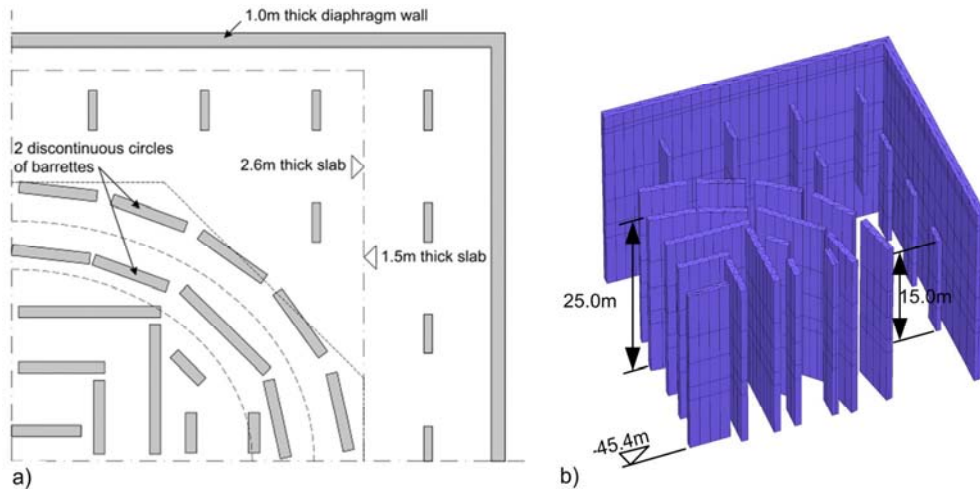 1.0m thick diaphragm wall
2 discontinuous circles
of barrettes
2.6m thick slab
1.5m thick slab
a)
25.0m
15.0m
-45.4m
b)